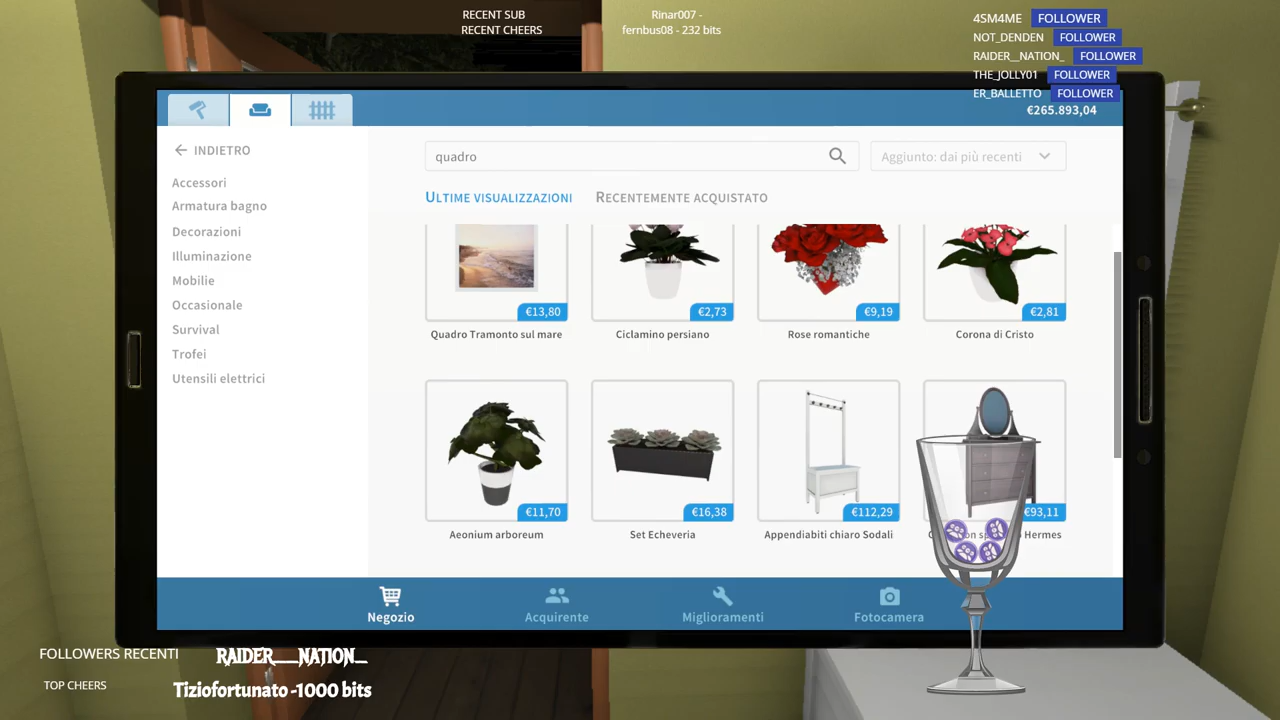 RECENT SUB
RECENT CHEERS
Rinar007 -
fernbus08 - 232 bits
4SM4ME FOLLOWER
NOT_DENDEN FOLLOWER
RAIDER__NATION_ FOLLOWER
THE_JOLLY01 FOLLOWER
ER_BALLETTO FOLLOWER
€265.893,04
INDIETRO
Accessori
Armatura bagno
Decorazioni
Illuminazione
Mobilie
Occasionale
Survival
Trofei
Utensili elettrici
quadro
Aggiunto: dai più recenti
ULTIME VISUALIZZAZIONI RECENTEMENTE ACQUISTATO
€13,80 €2,73 €9,19 €2,81
Quadro Tramonto sul mare Ciclamino persiano Rose romantiche Corona di Cristo
€11,70 €16,38 €112,29 €93,11
Aeonium arboreum Set Echeveria Appendiabiti chiaro Sodali Hermes
Negozio Acquirente Miglioramenti Fotocamera
FOLLOWERS RECENTI RAIDER__NATION_
TOP CHEERS Tiziofortunato -1000 bits